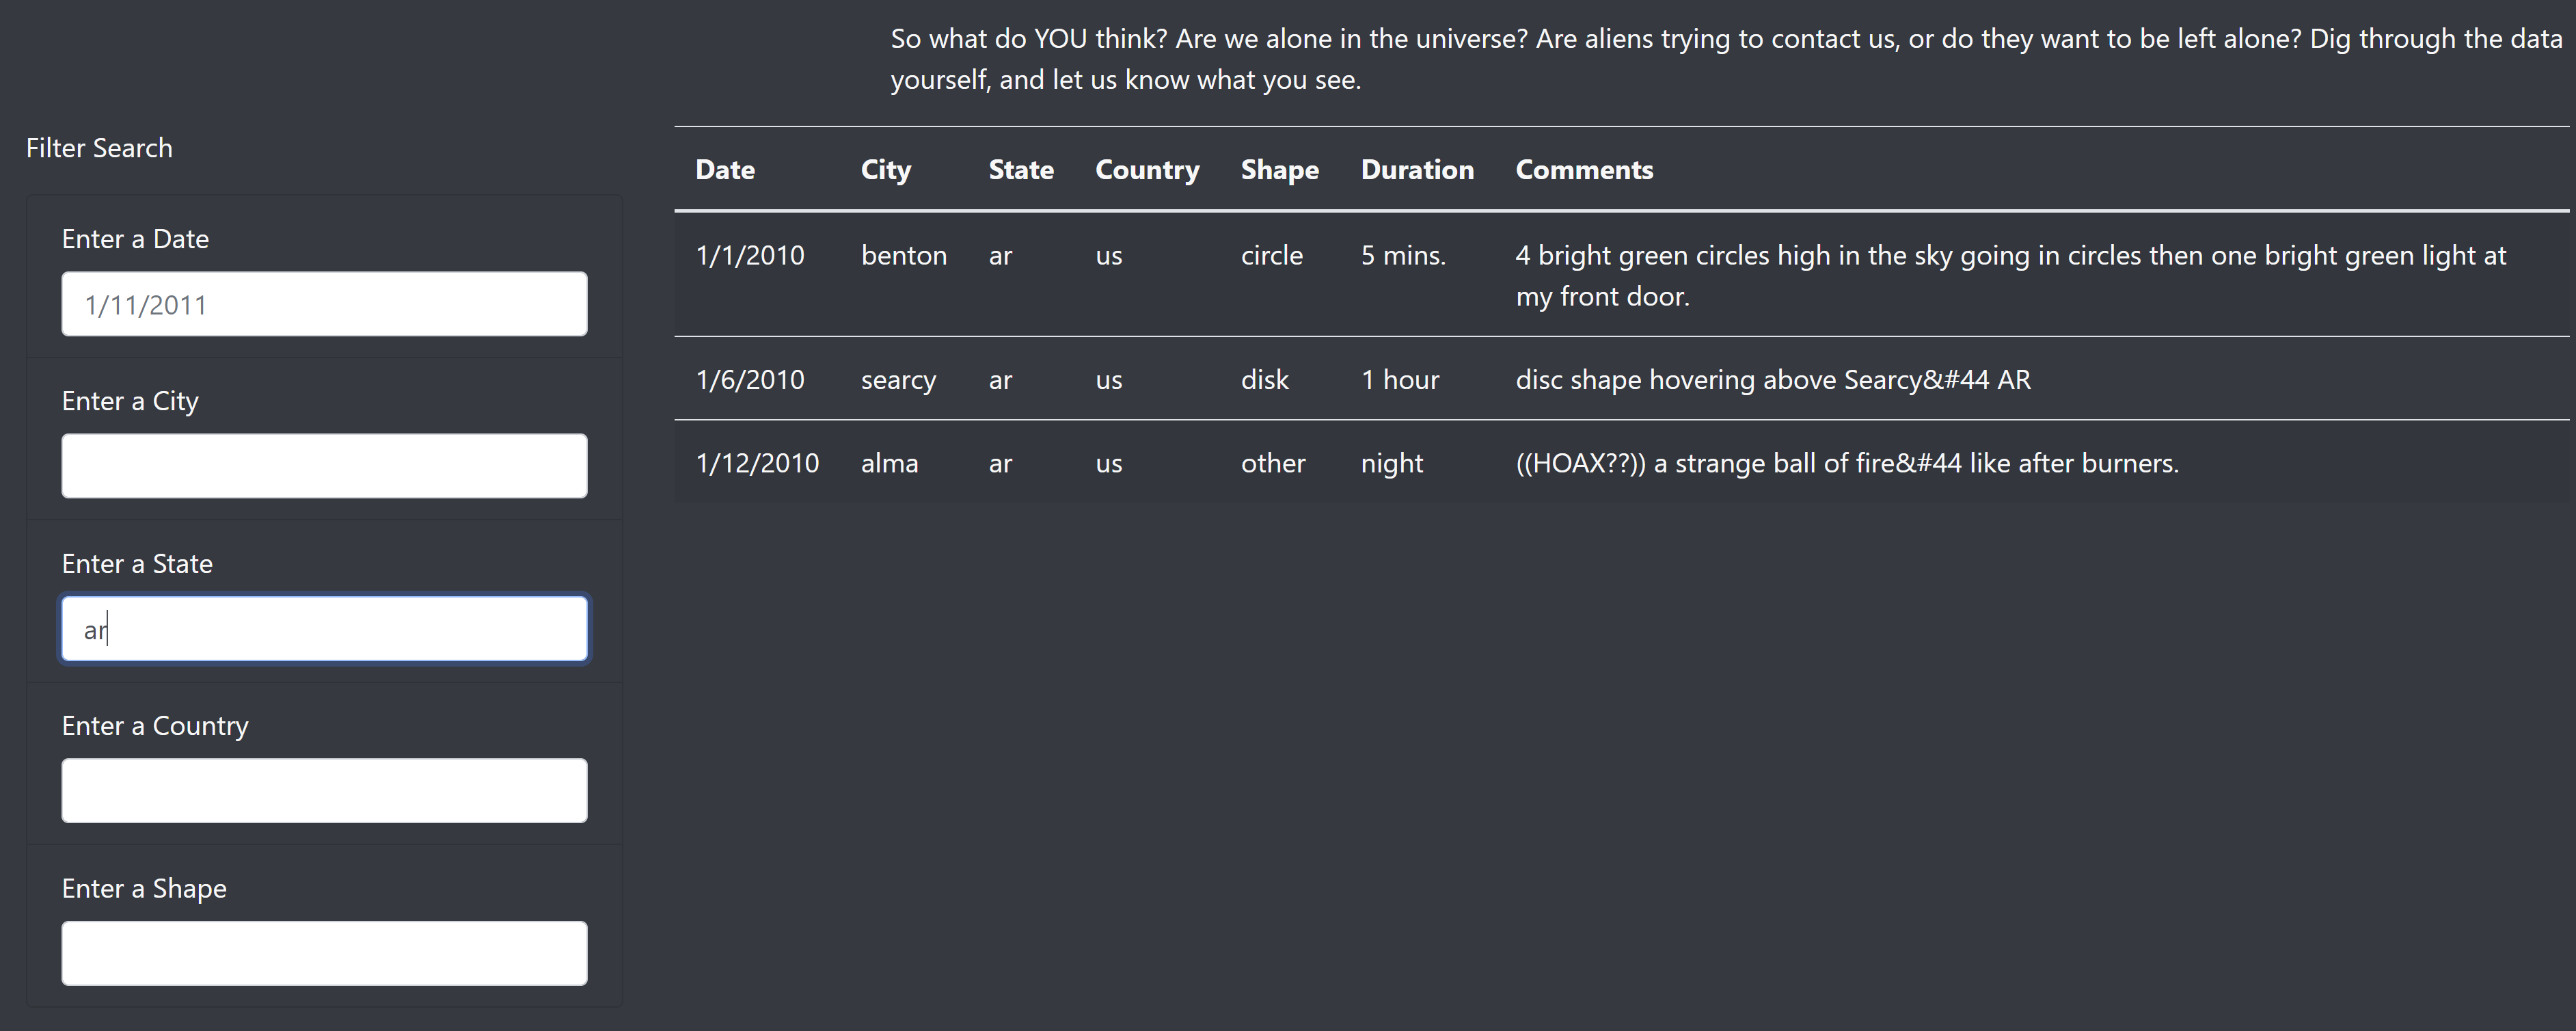 So what do YOU think? Are we alone in the universe? Are aliens trying to contact us, or do they want to be left alone? Dig through the data
yourself, and let us know what you see.
Filter Search
Enter a Date
1/11/2011
Enter a City
Enter a State
ar
Enter a Country
Enter a Shape
Date City State Country Shape Duration Comments
1/1/2010 benton ar us circle 5 mins. 4 bright green circles high in the sky going in circles then one bright green light at
my front door.
1/6/2010 searcy ar us disk 1 hour disc shape hovering above Searcy&#44 AR
1/12/2010 alma ar us other night ((HOAX??)) a strange ball of fire&#44 like after burners.